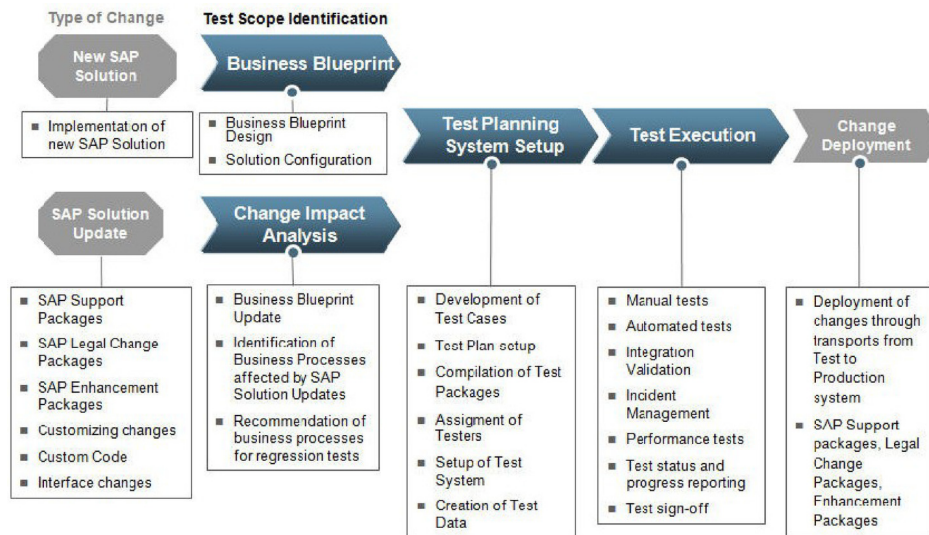 Type of Change
Test Scope Identification
New SAP
Solution
Business Blueprint
Implementation of
new SAP Solution
Business Blueprint
Design
Solution Configuration
Test Planning
System Setup
Test Execution
Change
Deployment
SAP Solution
Update
Change Impact
Analysis
SAP Support
Packages
SAP Legal Change
Packages
SAP Enhancement
Packages
Customizing changes
Custom Code
Interface changes
Business Blueprint
Update
Identification of
Business Processes
affected by SAP
Solution Updates
Recommendation of
business processes
for regression tests
Development of
Test Cases
Test Plan setup
Compilation of Test
Packages
Assigment of
Testers
Setup of Test
System
Creation of Test
Data
Manual tests
Automated tests
Integration
Validation
Incident
Management
Performance tests
Test status and
progress reporting
Test sign-off
Deployment of
changes through
transports from
Test to
Production
system
SAP Support
packages, Legal
Change
Packages,
Enhancement
Packages